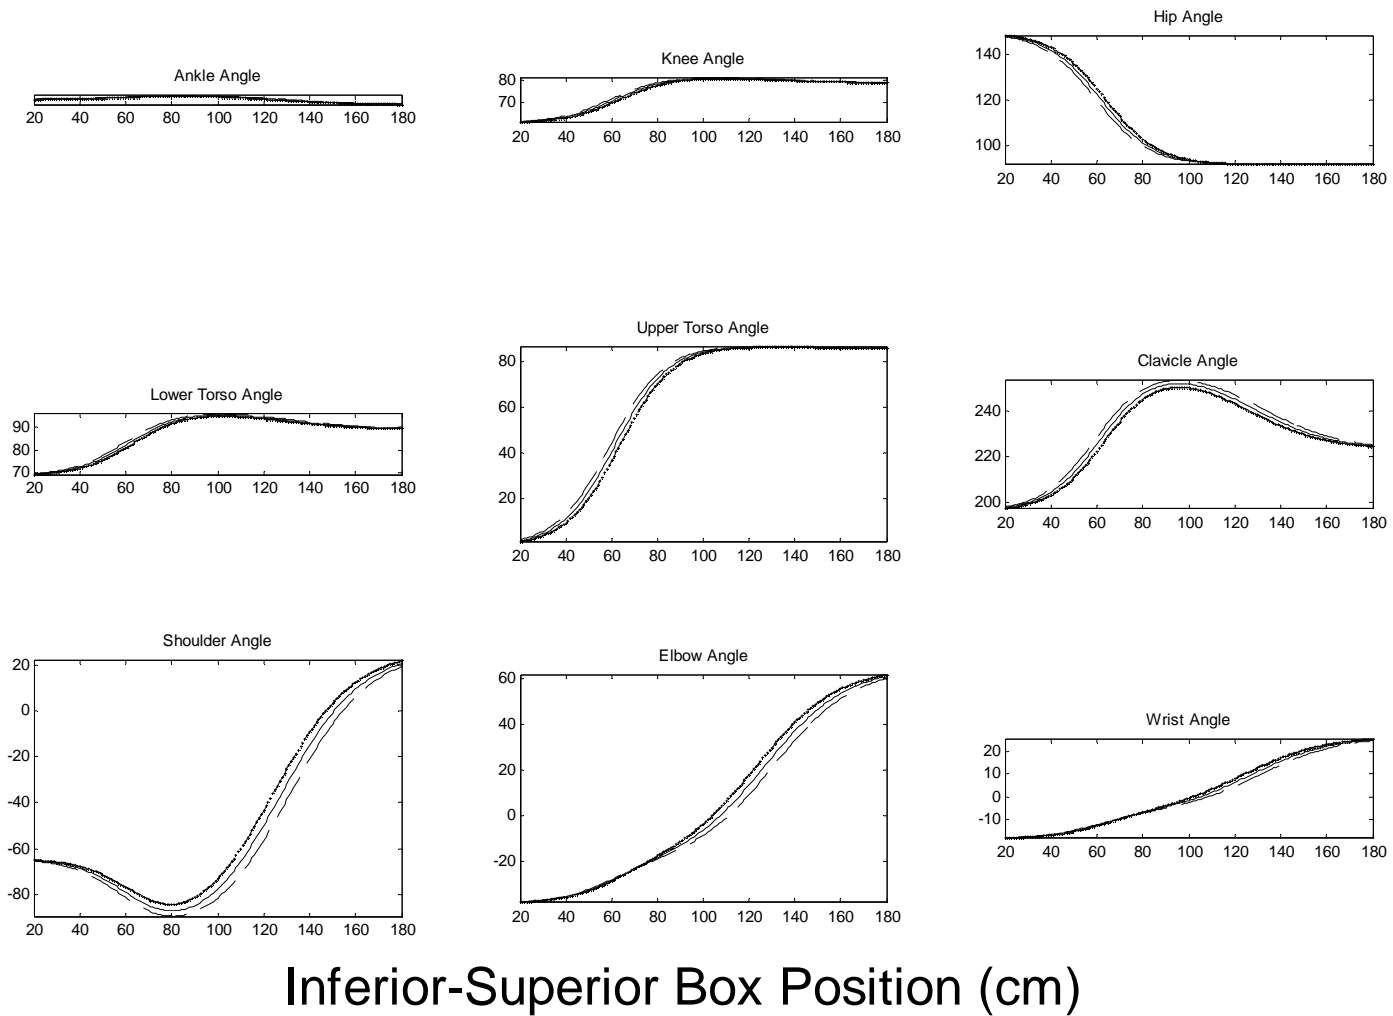 Ankle Angle
20 40 60 80 100 120 140 160 180
Knee Angle
80
70
20 40 60 80 100 120 140 160 180
Hip Angle
140
120
100
20 40 60 80 100 120 140 160 180
Lower Torso Angle
90
80
70
20 40 60 80 100 120 140 160 180
Upper Torso Angle
80
60
40
20
20 40 60 80 100 120 140 160 180
Clavicle Angle
240
220
200
20 40 60 80 100 120 140 160 180
Shoulder Angle
20
0
-20
-40
-60
-80
20 40 60 80 100 120 140 160 180
Elbow Angle
60
40
20
0
-20
20 40 60 80 100 120 140 160 180
Wrist Angle
20
10
0
-10
20 40 60 80 100 120 140 160 180
Inferior-Superior Box Position (cm)